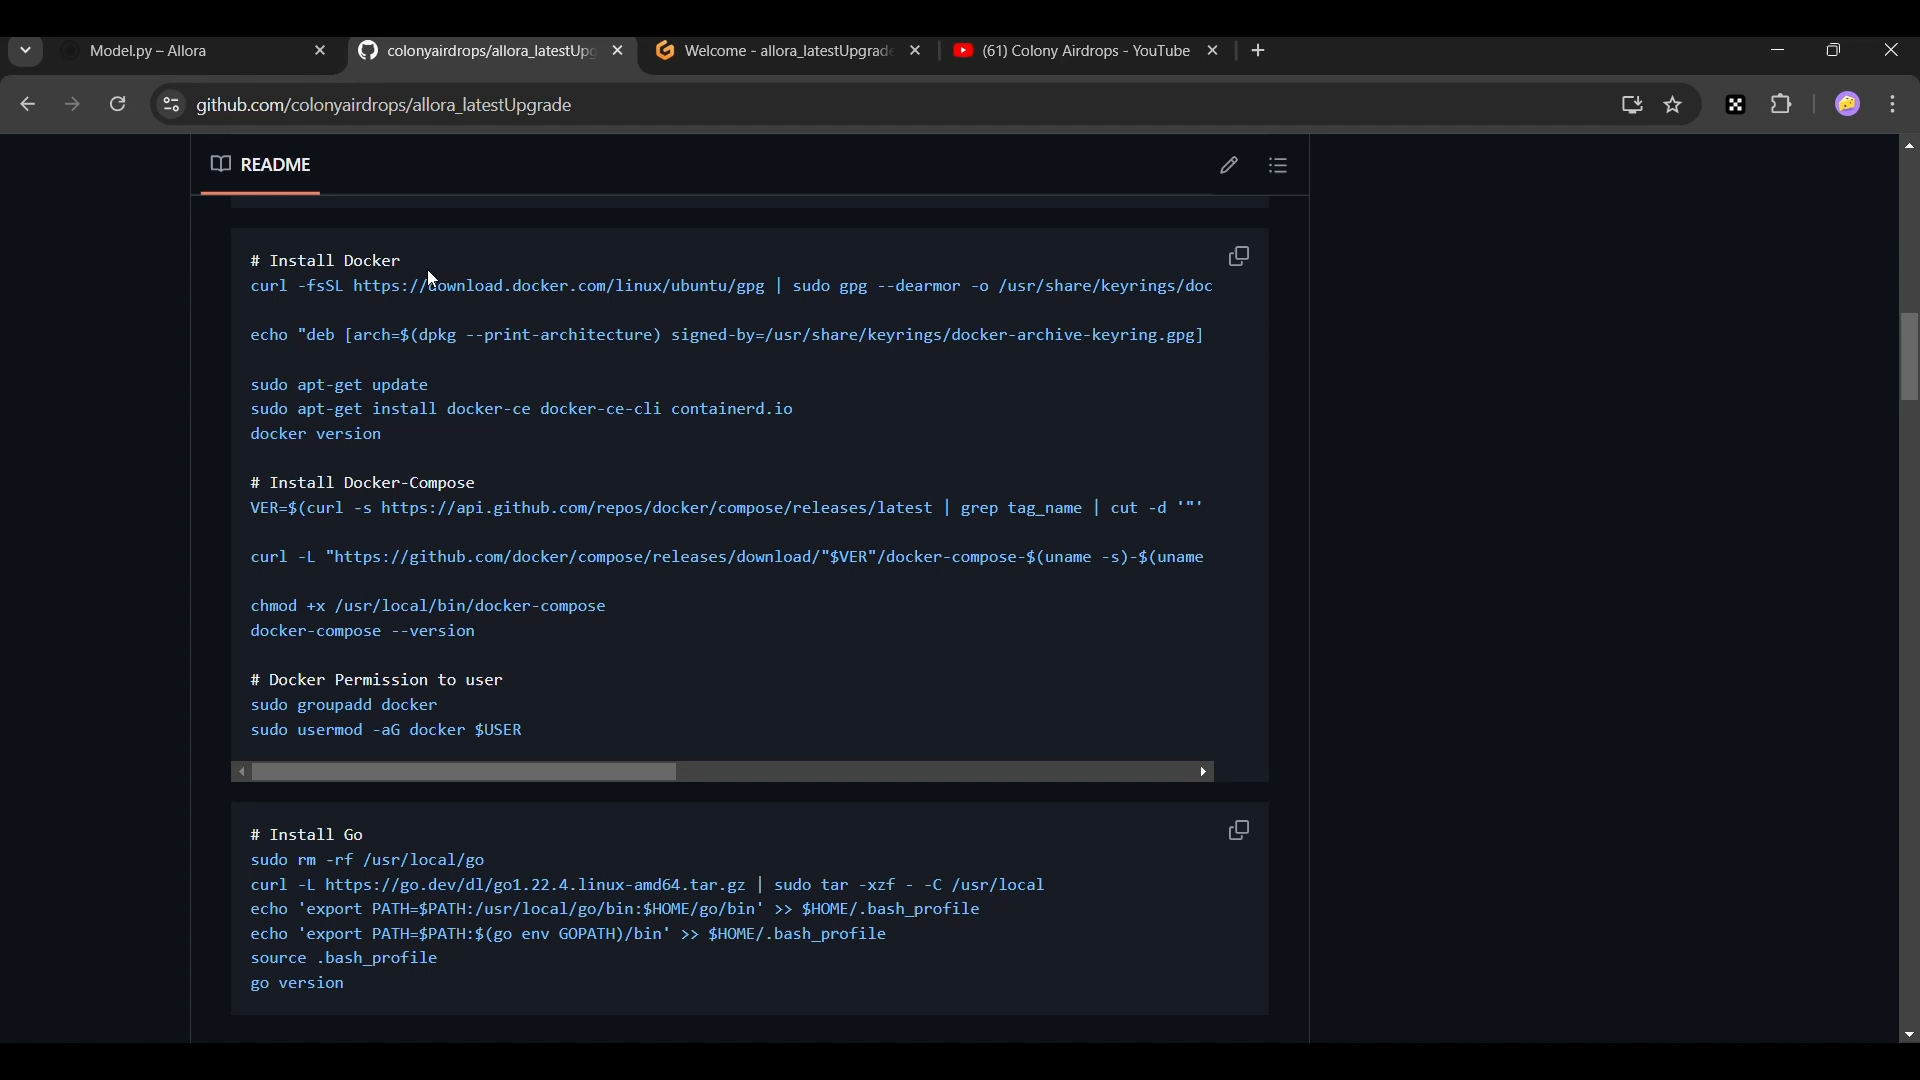 Model.py – Allora
colonyairdrops/allora_latestUpg
Welcome - allora_latestUpgrade
(61) Colony Airdrops - YouTube
github.com/colonyairdrops/allora_latestUpgrade
README
# Install Docker
curl -fsSL https://download.docker.com/linux/ubuntu/gpg | sudo gpg --dearmor -o /usr/share/keyrings/doc
echo "deb [arch=$(dpkg --print-architecture) signed-by=/usr/share/keyrings/docker-archive-keyring.gpg]
sudo apt-get update
sudo apt-get install docker-ce docker-ce-cli containerd.io
docker version
# Install Docker-Compose
VER=$(curl -s https://api.github.com/repos/docker/compose/releases/latest | grep tag_name | cut -d '"'
curl -L "https://github.com/docker/compose/releases/download/"$VER"/docker-compose-$(uname -s)-$(uname
chmod +x /usr/local/bin/docker-compose
docker-compose --version
# Docker Permission to user
sudo groupadd docker
sudo usermod -aG docker $USER
# Install Go
sudo rm -rf /usr/local/go
curl -L https://go.dev/dl/go1.22.4.linux-amd64.tar.gz | sudo tar -xzf - -C /usr/local
echo 'export PATH=$PATH:/usr/local/go/bin:$HOME/go/bin' >> $HOME/.bash_profile
echo 'export PATH=$PATH:$(go env GOPATH)/bin' >> $HOME/.bash_profile
source .bash_profile
go version